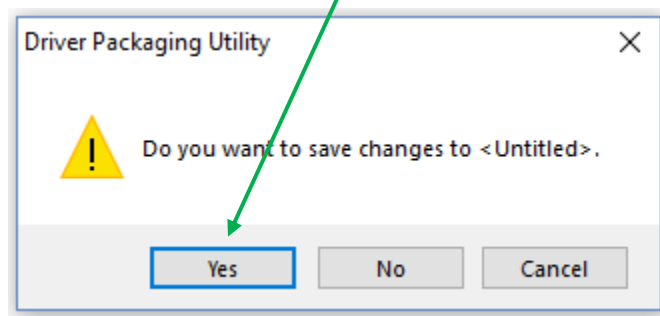 Driver Packaging Utility
Do you want to save changes to <Untitled>.
Yes No Cancel